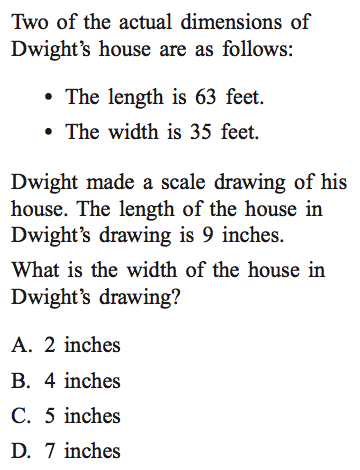 Two of the actual dimensions of
Dwight’s house are as follows:
• The length is 63 feet.
• The width is 35 feet.
Dwight made a scale drawing of his
house. The length of the house in
Dwight’s drawing is 9 inches.
What is the width of the house in
Dwight’s drawing?
A. 2 inches
B. 4 inches
C. 5 inches
D. 7 inches